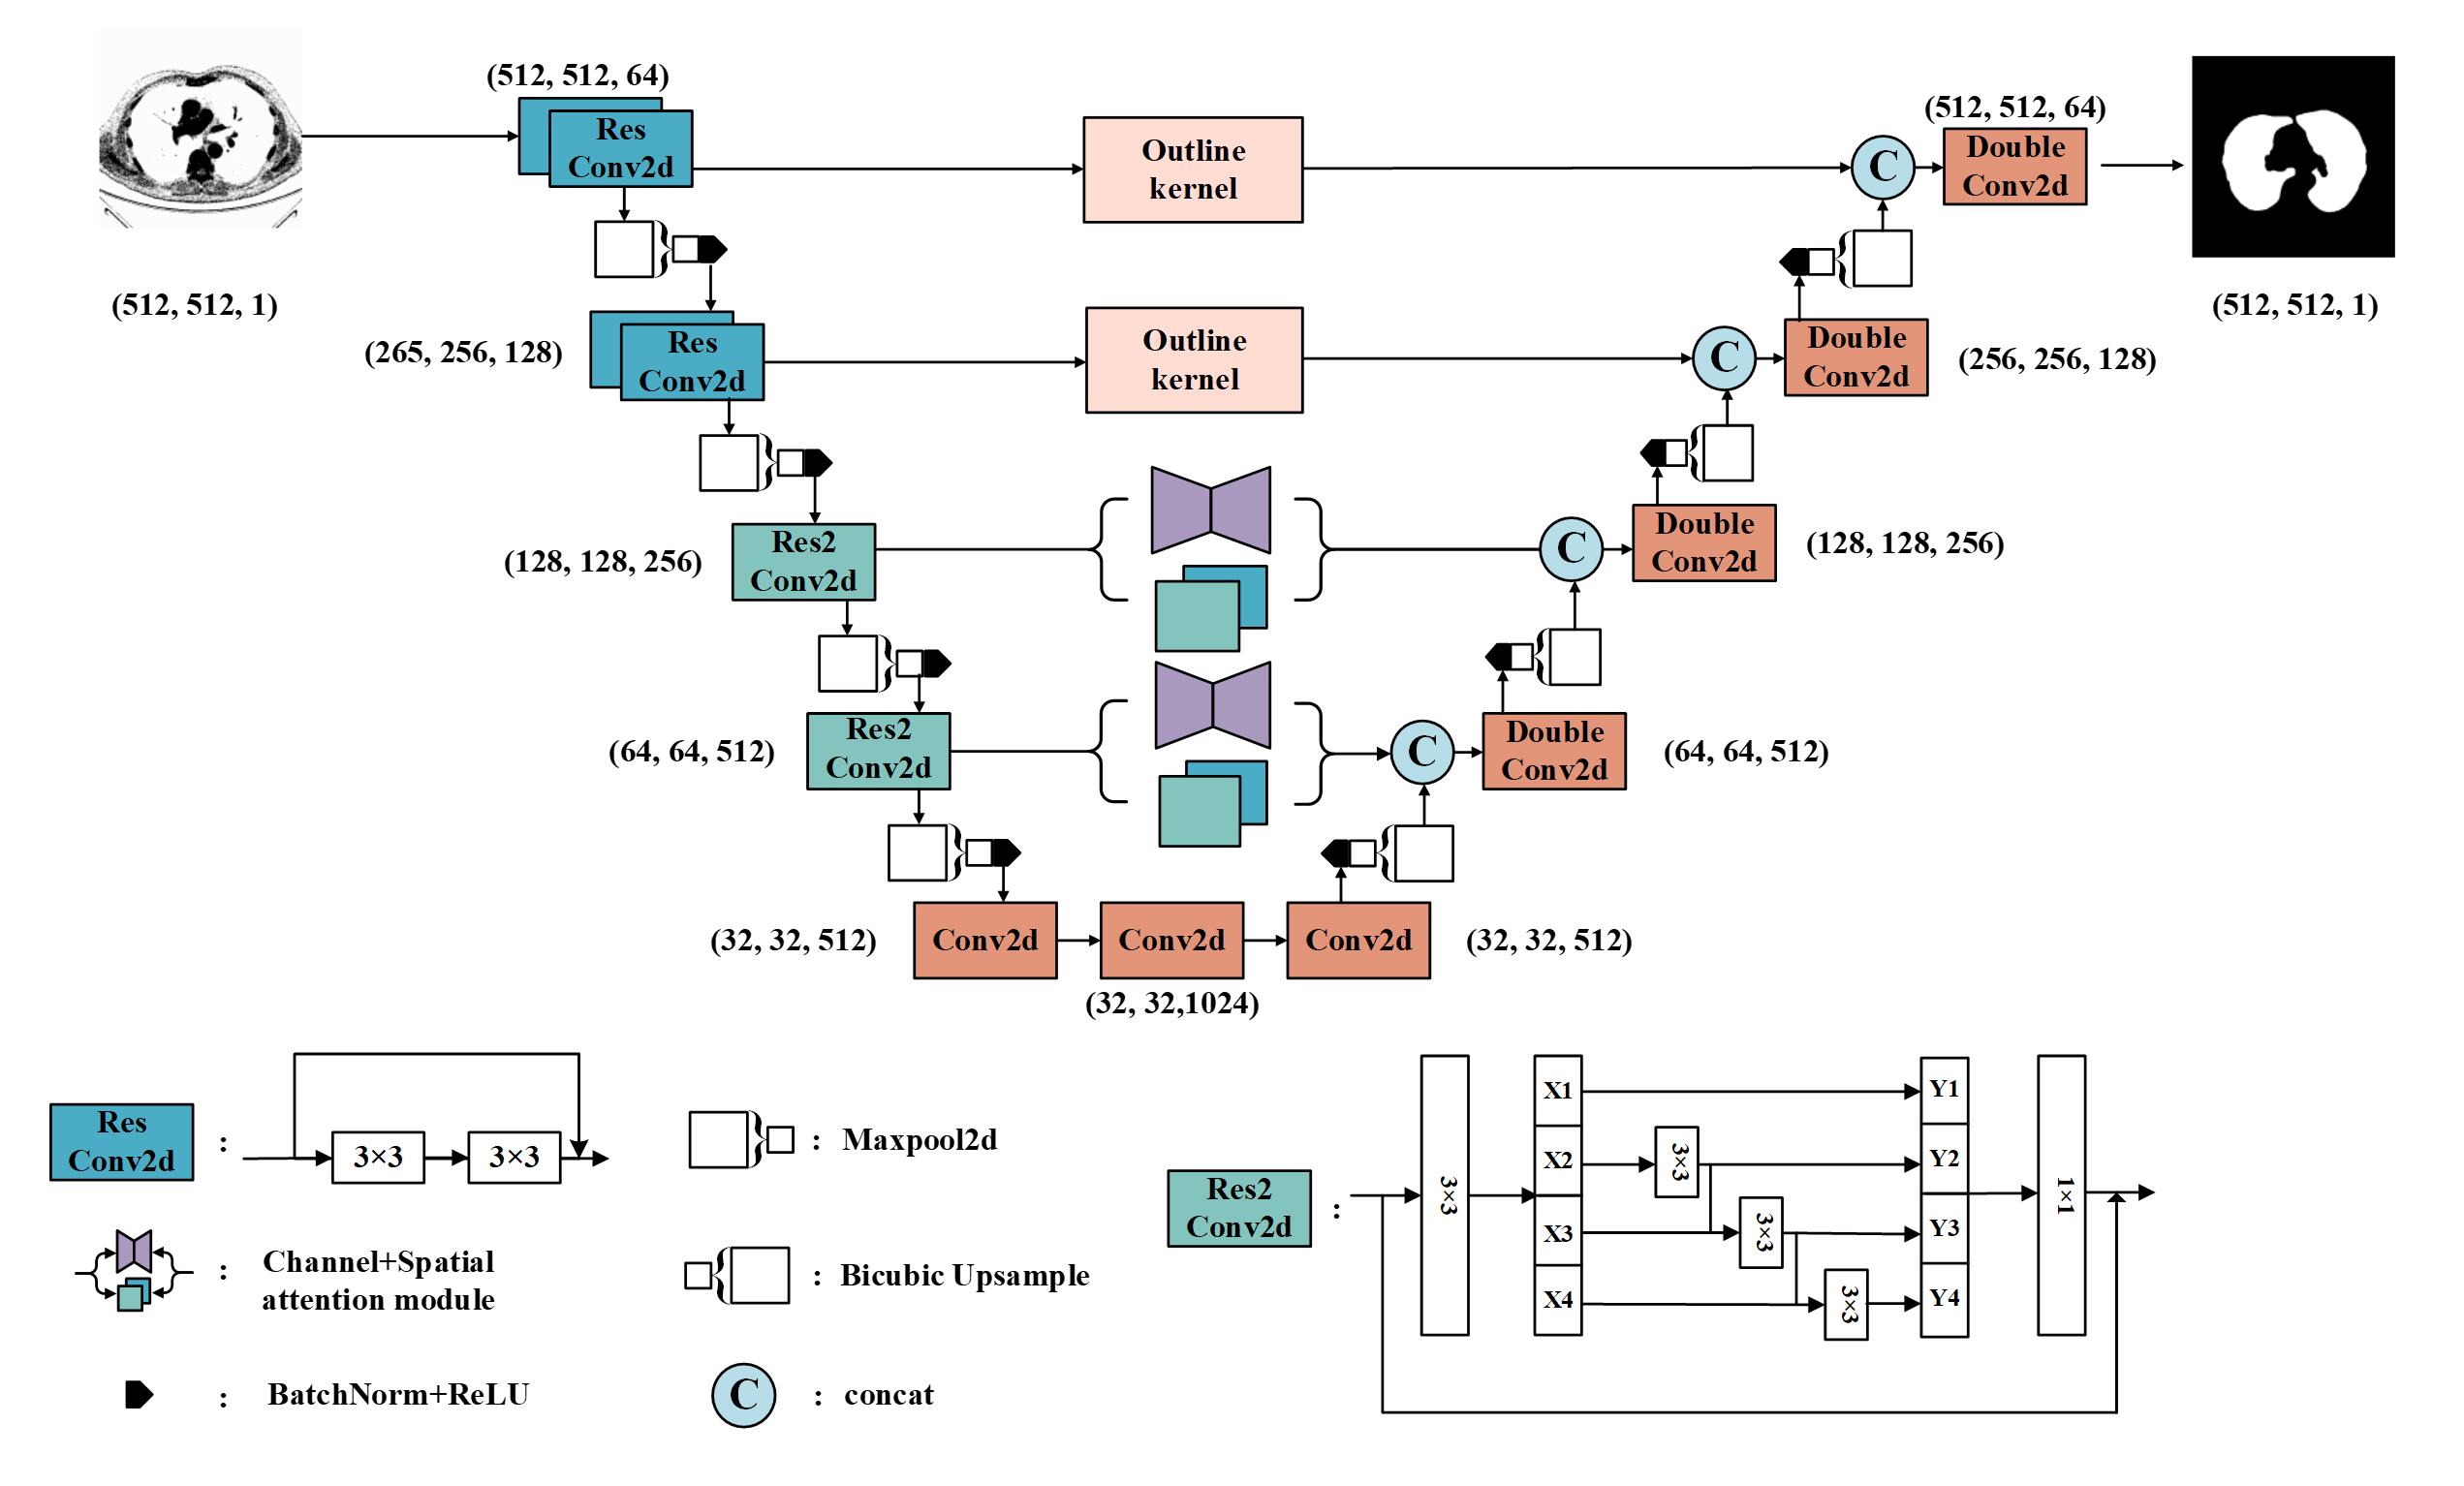 (512, 512, 64)
Res
Conv2d
Outline
kernel
C
(512, 512, 64)
Double
Conv2d
(512, 512, 1)
(512, 512, 1)
(265, 256, 128)
Res
Conv2d
Outline
kernel
C
Double
Conv2d
(256, 256, 128)
(128, 128, 256)
Res2
Conv2d
C
Double
Conv2d
(128, 128, 256)
(64, 64, 512)
Res2
Conv2d
C
Double
Conv2d
(64, 64, 512)
(32, 32, 512)
Conv2d
Conv2d
Conv2d
(32, 32, 512)
(32, 32,1024)
Res
Conv2d
:
3×3
3×3
: Maxpool2d
: Channel+Spatial
attention module
: Bicubic Upsample
: BatchNorm+ReLU
C
: concat
Res2
Conv2d
:
3×3
X1
X2
X3
X4
3×3
3×3
3×3
Y1
Y2
Y3
Y4
1×1